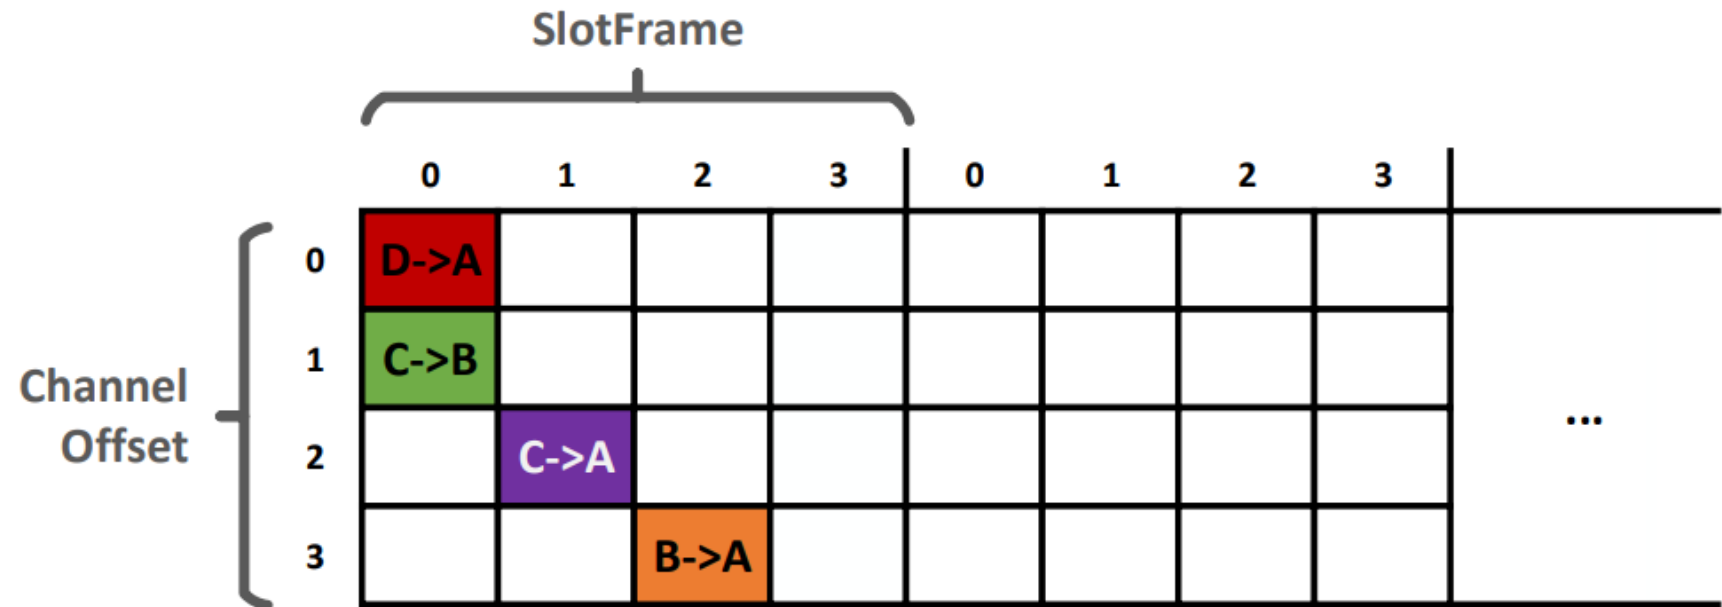 SlotFrame
0 1 2 3 0 1 2 3
0 D->A
1 C->B
Channel
Offset
2 C->A
...
3 B->A